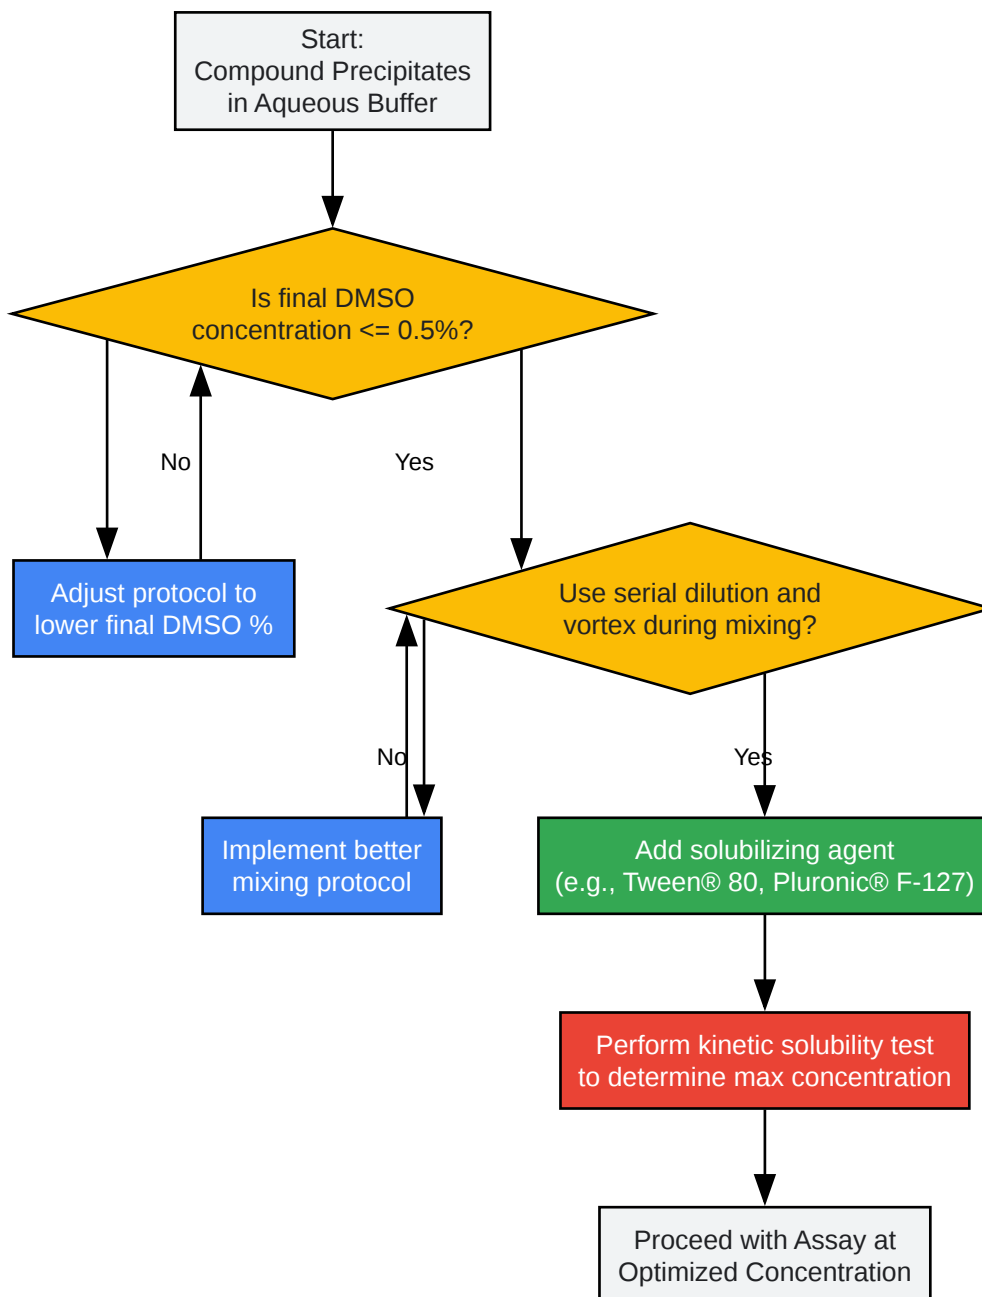 Start:
Compound Precipitates
in Aqueous Buffer
Is final DMSO
concentration <= 0.5%?
No
Yes
Adjust protocol to
lower final DMSO %
Use serial dilution and
vortex during mixing?
No
Yes
Implement better
mixing protocol
Add solubilizing agent
(e.g., Tween® 80, Pluronic® F-127)
Perform kinetic solubility test
to determine max concentration
Proceed with Assay at
Optimized Concentration